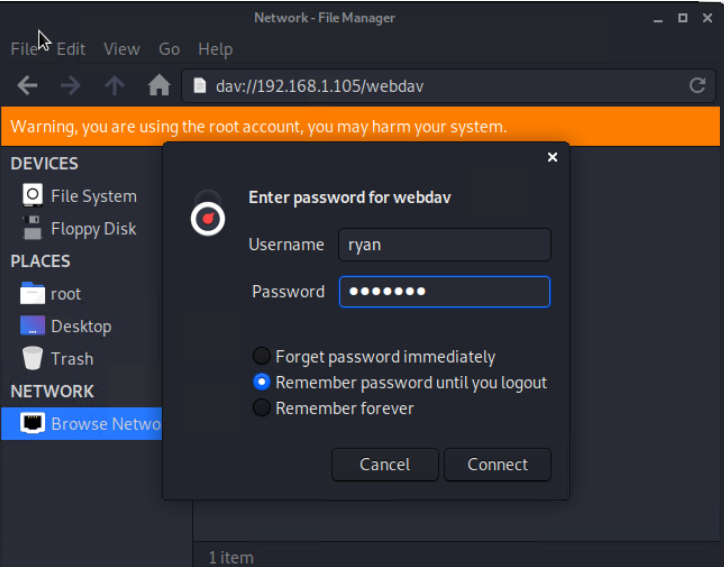 Network - File Manager
File Edit View Go Help
dav://192.168.1.105/webdav
Warning, you are using the root account, you may harm your system.
DEVICES
File System
Floppy Disk
PLACES
root
Desktop
Trash
NETWORK
Browse Netwo
Enter password for webdav
Username ryan
Password •••••••
Forget password immediately
Remember password until you logout
Remember forever
Cancel Connect
1 item